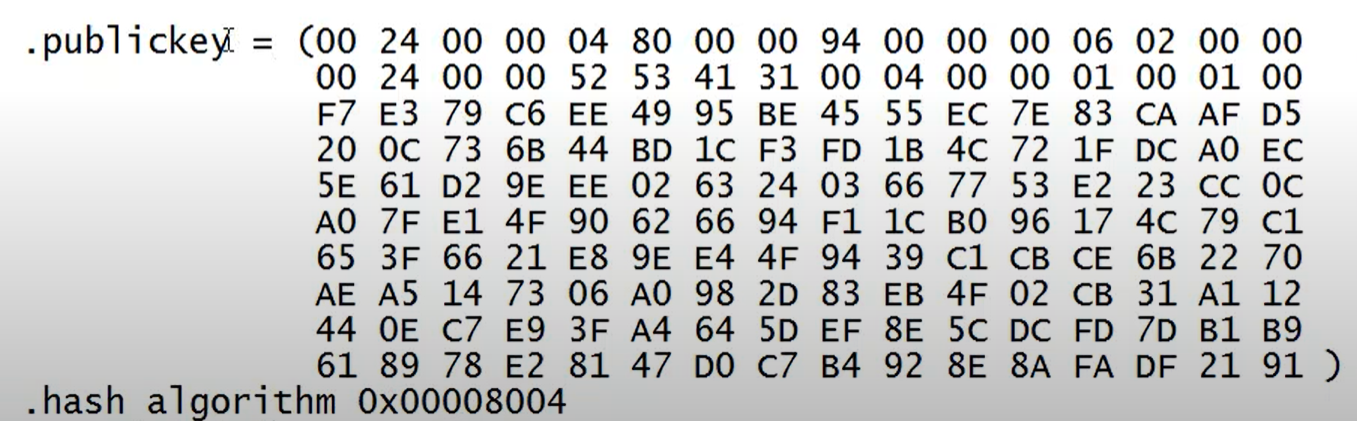 .publickey = (00 24 00 00 04 80 00 00 94 00 00 00 06 02 00 00
00 24 00 00 52 53 41 31 00 04 00 00 01 00 01 00
F7 E3 79 C6 EE 49 95 BE 45 55 EC 7E 83 CA AF D5
20 0C 73 6B 44 BD 1C F3 FD 1B 4C 72 1F DC A0 EC
5E 61 D2 9E EE 02 63 24 03 66 77 53 E2 23 CC 0C
A0 7F E1 4F 90 62 66 94 F1 1C B0 96 17 4C 79 C1
65 3F 66 21 E8 9E E4 4F 94 39 C1 CB CE 6B 22 70
AE A5 14 73 06 A0 98 2D 83 EB 4F 02 CB 31 A1 12
44 0E C7 E9 3F A4 64 5D EF 8E 5C DC FD 7D B1 B9
61 89 78 E2 81 47 D0 C7 B4 92 8E 8A FA DF 21 91 )
.hash algorithm 0x00008004